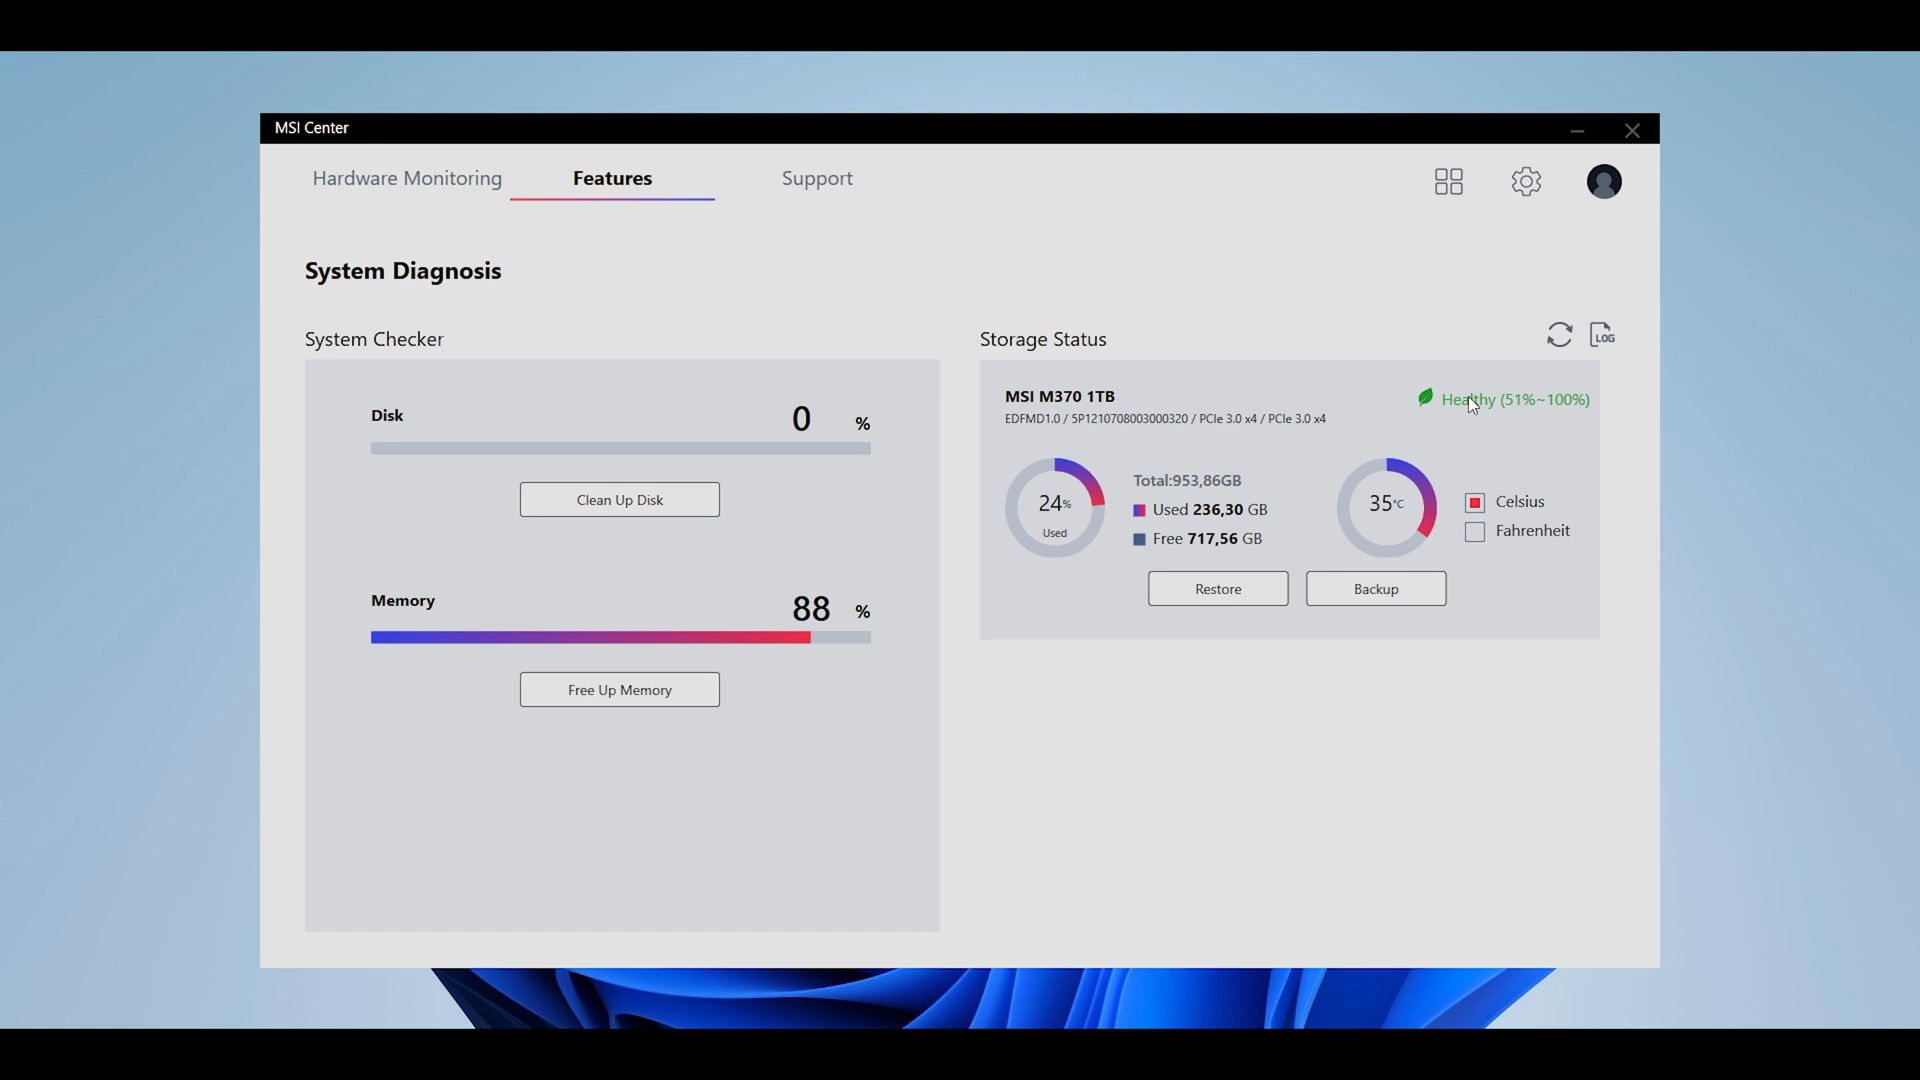 MSI Center
Hardware Monitoring
Features
Support
System Diagnosis
System Checker
Disk
0 %
Clean Up Disk
Memory
88 %
Free Up Memory
Storage Status
LOG
MSI M370 1TB
Healthy (51%~100%)
EDFMD1.0 / 5P1210708003000320 / PCIe 3.0 x4 / PCIe 3.0 x4
24%
Used
Total:953,86GB
Used 236,30 GB
Free 717,56 GB
35°C
Celsius
Fahrenheit
Restore
Backup